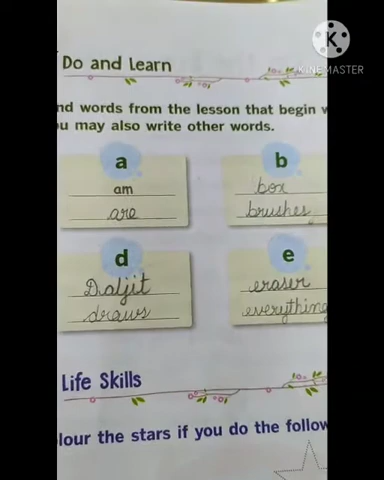 K
KINEMASTER
Do and Learn
nd words from the lesson that begin
u may also write other words.
a
am
are
b
box
brushes
d
Daljit
draws
e
eraser
everything
Life Skills
lour the stars if you do the follow